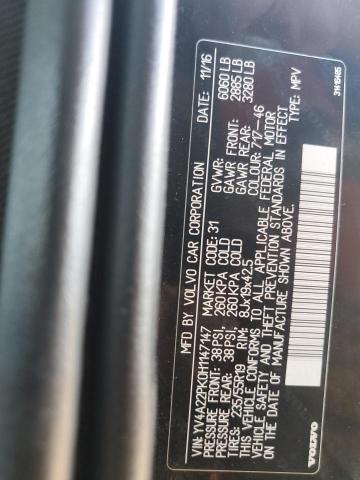 MFD BY VOLVO CAR CORPORATION DATE: 11/16
VIN: YV4A22PK0H1147147 GVWR: 6060 LB
MARKET CODE: 31 GAWR FRONT: 2885 LB
PRESSURE FRONT: 38PSI, 260KPA COLD GAWR REAR: 3280 LB
PRESSURE REAR: 38PSI, 260KPA COLD COLOUR: 717-46
TIRES: 235/55R19 RIM: 8Jx19x42,5 TYPE: MPV
THIS VEHICLE CONFORMS TO ALL APPLICABLE FEDERAL MOTOR
VEHICLE SAFETY AND THEFT PREVENTION STANDARDS IN EFFECT
ON THE DATE OF MANUFACTURE SHOWN ABOVE.
VOLVO